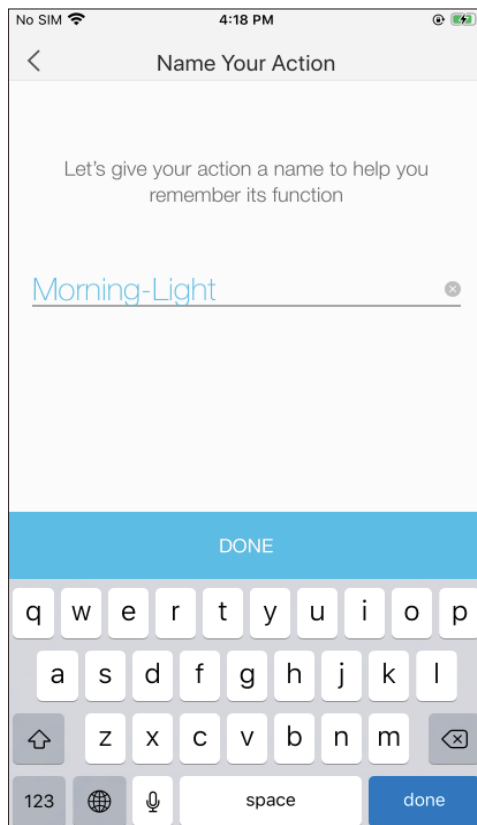 No SIM 4:18 PM
Name Your Action
Let's give your action a name to help you
remember its function
Morning-Light
DONE
q w e r t y u i o p
a s d f g h j k l
z x c v b n m
123 space done